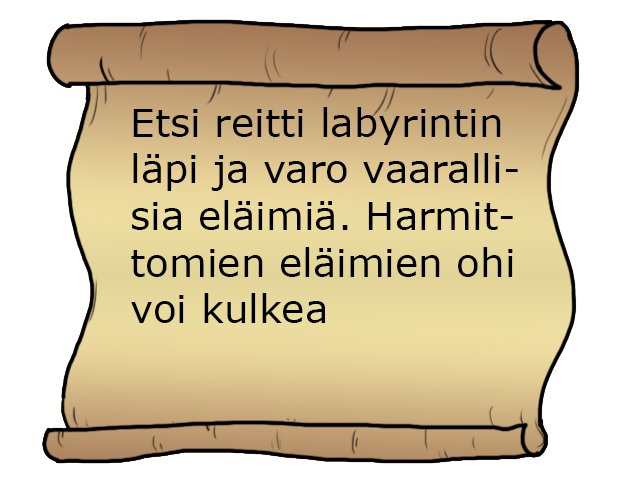 Etsi reitti labyrintin
läpi ja varo vaaralli-
sia eläimiä. Harmit-
tomien eläimien ohi
voi kulkea